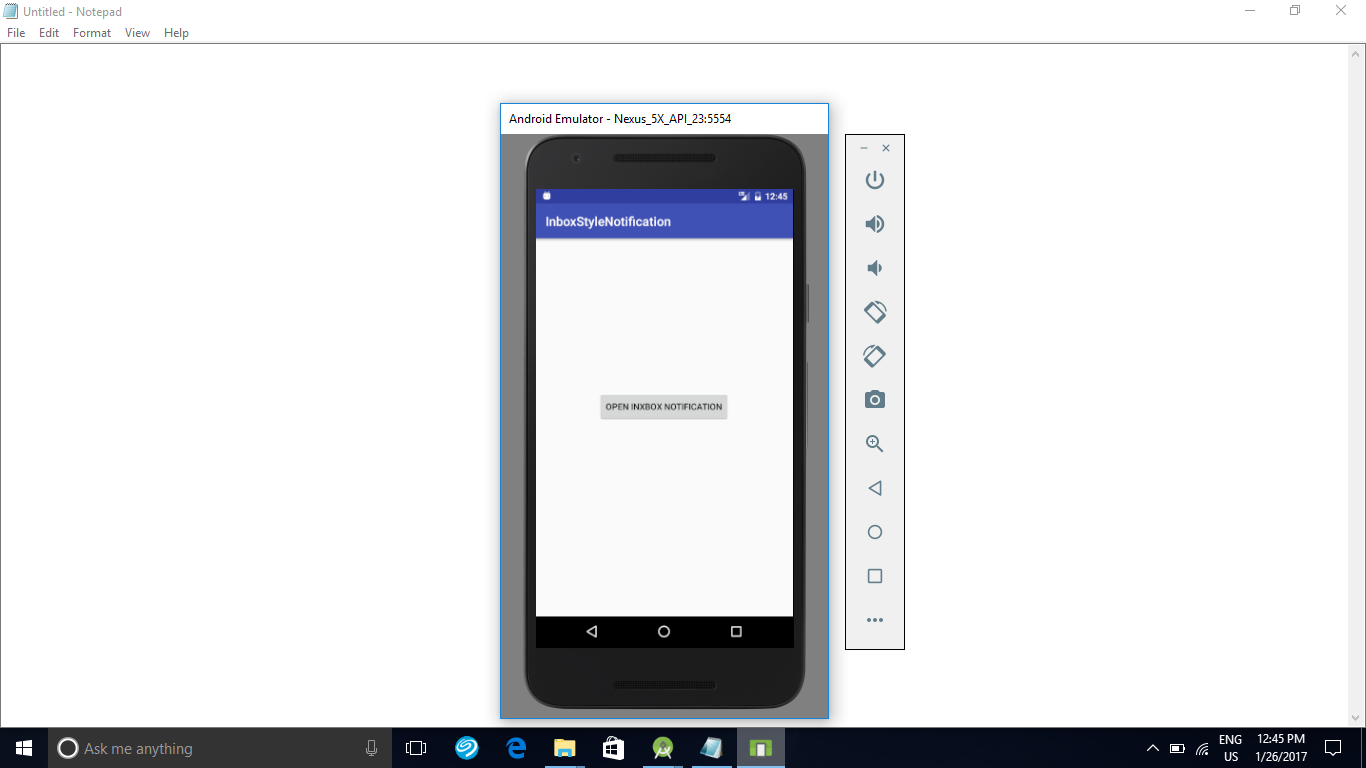 Untitled - Notepad
File Edit Format View Help
Android Emulator - Nexus_5X_API_23:5554
12:45
InboxStyleNotification
OPEN INXBOX NOTIFICATION
Ask me anything
ENG
US
12:45 PM
1/26/2017